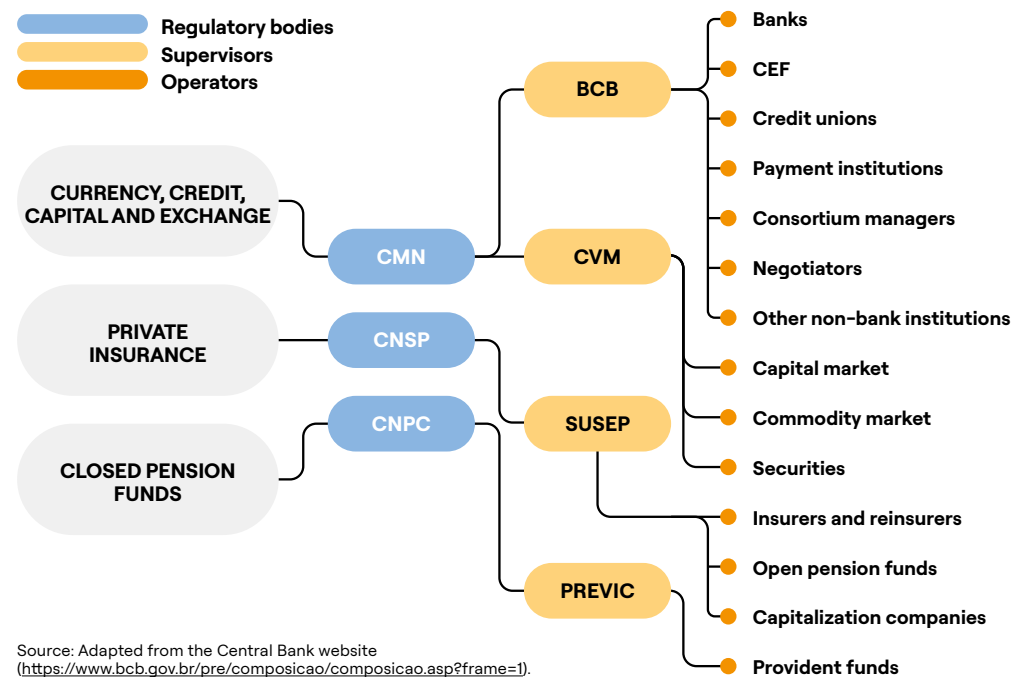 Regulatory bodies
Supervisors
Operators
CURRENCY, CREDIT,
CAPITAL AND EXCHANGE
PRIVATE
INSURANCE
CLOSED PENSION
FUNDS
CMN
CNSP
CNPC
BCB
CVM
SUSEP
PREVIC
Banks
CEF
Credit unions
Payment institutions
Consortium managers
Negotiators
Other non-bank institutions
Capital market
Commodity market
Securities
Insurers and reinsurers
Open pension funds
Capitalization companies
Provident funds
Source: Adapted from the Central Bank website
(https://www.bcb.gov.br/pre/composicao/composicao.asp?frame=1).